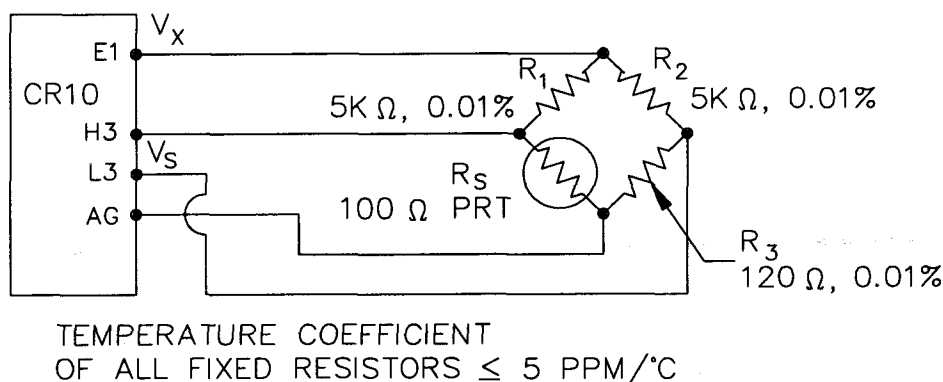 V_X
E1
R_1
R_2
CR10
5K Ω, 0.01%
5K Ω, 0.01%
H3
V_S
L3
R_S
100 Ω PRT
AG
R_3
120 Ω, 0.01%
TEMPERATURE COEFFICIENT
OF ALL FIXED RESISTORS ≤ 5 PPM/°C